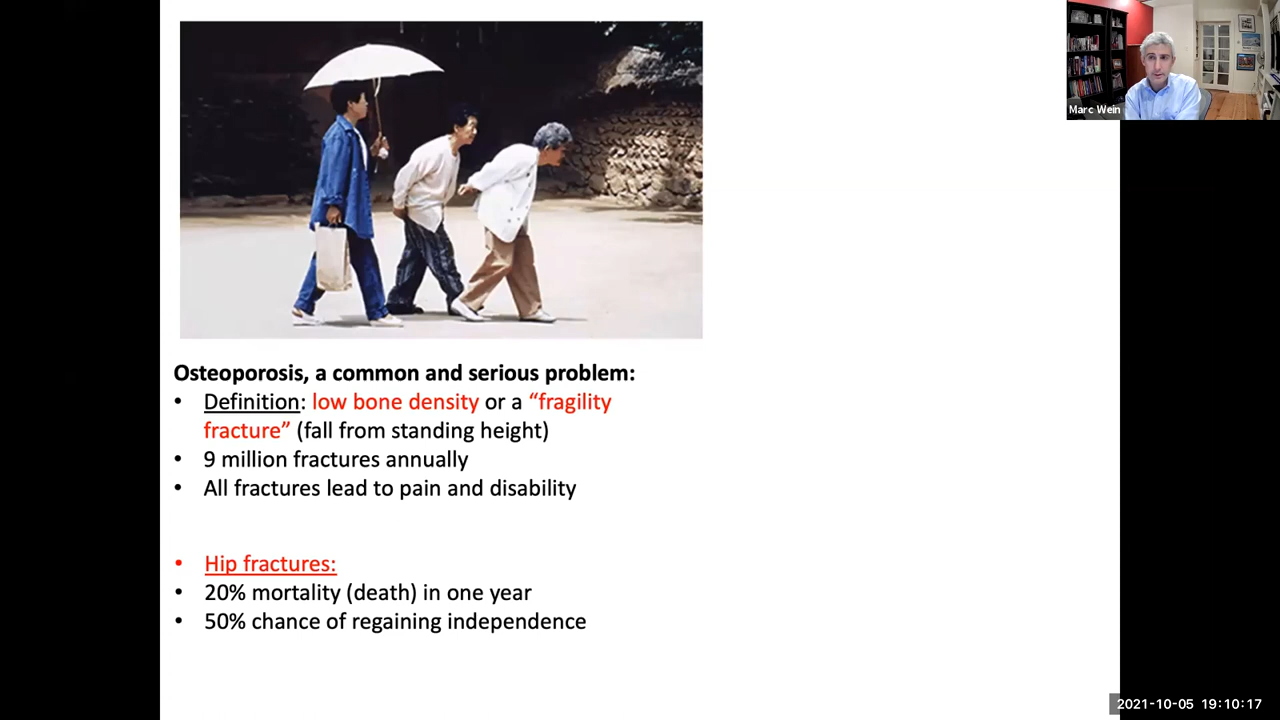 Marc Wein
Osteoporosis, a common and serious problem:
• Definition: low bone density or a “fragility
fracture” (fall from standing height)
• 9 million fractures annually
• All fractures lead to pain and disability
• Hip fractures:
• 20% mortality (death) in one year
• 50% chance of regaining independence
2021-10-05 19:10:17